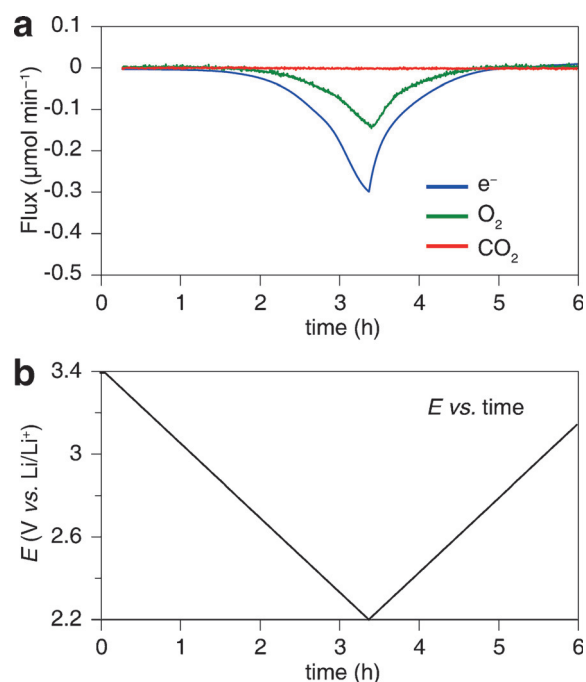 a
0.1
0
-0.1
-0.2
-0.3
-0.4
-0.5
Flux (µmol min⁻¹)
e⁻
O₂
CO₂
0 1 2 3 4 5 6
time (h)
b
3.4
3
2.6
2.2
E (V vs. Li/Li⁺)
E vs. time
0 1 2 3 4 5 6
time (h)